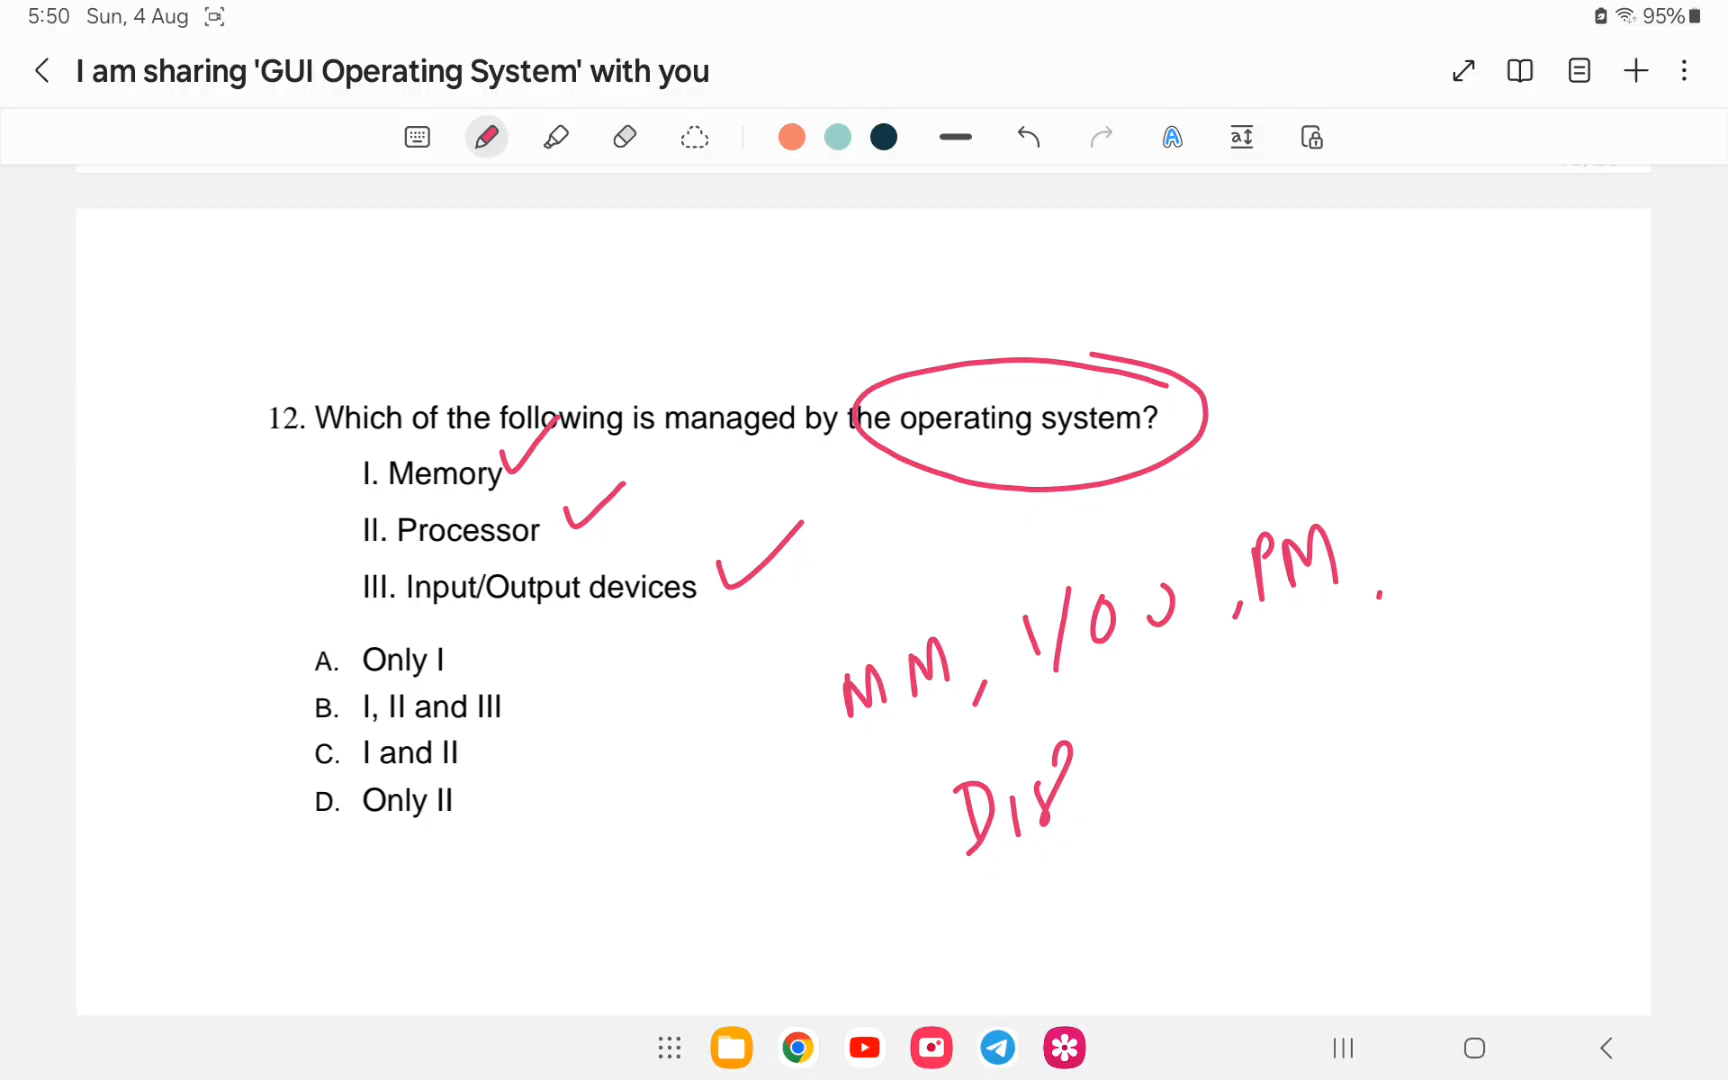 5:50 Sun, 4 Aug 95%
I am sharing 'GUI Operating System' with you
12. Which of the following is managed by the operating system?
I. Memory
II. Processor
III. Input/Output devices
A. Only I
B. I, II and III
C. I and II
D. Only II
MM, I/O, PM.